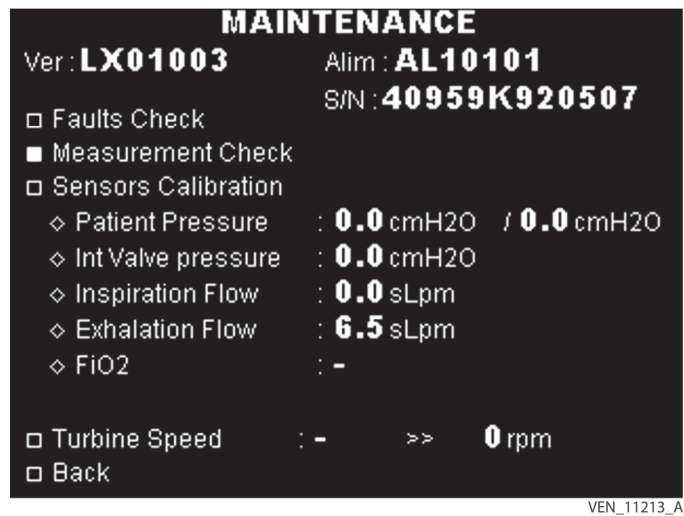 MAINTENANCE
Ver : LX01003 Alim : AL10101
S/N : 40959K920507
Faults Check
Measurement Check
Sensors Calibration
Patient Pressure : 0.0 cmH2O / 0.0 cmH2O
Int Valve pressure : 0.0 cmH2O
Inspiration Flow : 0.0 sLpm
Exhalation Flow : 6.5 sLpm
FiO2 : -
Turbine Speed : - >> 0 rpm
Back
VEN_11213_A